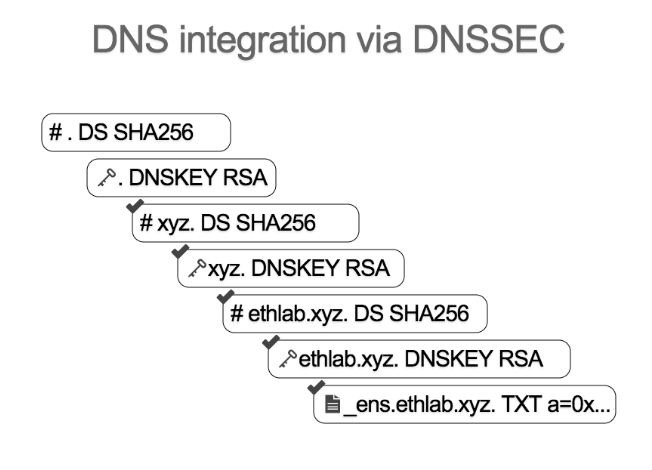 DNS integration via DNSSEC
# . DS SHA256
. DNSKEY RSA
# xyz. DS SHA256
xyz. DNSKEY RSA
# ethlab.xyz. DS SHA256
ethlab.xyz. DNSKEY RSA
_ens.ethlab.xyz. TXT a=0x...